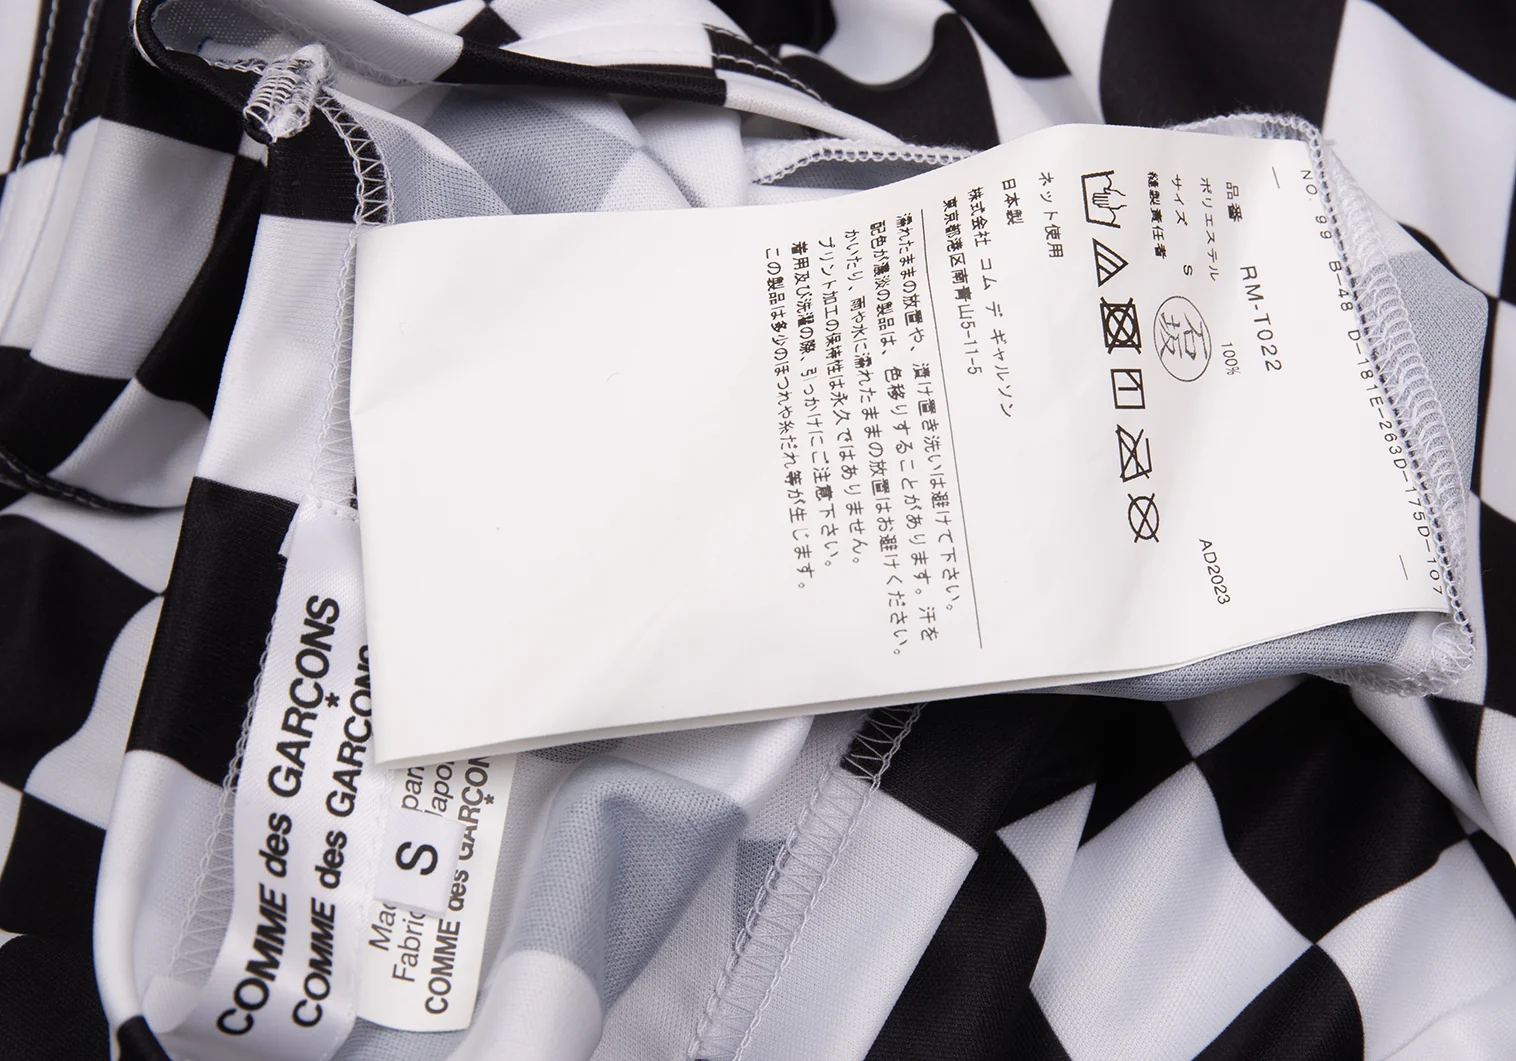 NO. 99 B-48 D-181E-263D-175D-107
品番 RM-T022
ポリエステル 100%
サイズ S
縫製責任者
AD2023
ネット使用
日本製
株式会社 コム デ ギャルソン
東京都港区南青山5-11-5
濡れたままの放置や、漬け置き洗いは避けて下さい。
配色が濃淡の製品は、色移りすることがあります。汗を
かいたり、雨や水に濡れたままの放置はお避けください。
プリント加工の保持性は永久ではありません。
着用及び洗濯の際、引っかけにご注意下さい。
この製品は多少のほつれや糸だれ等が生じます。
COMME des GARÇONS
COMME des GARÇONS
*
S
COMME des GARÇON
*